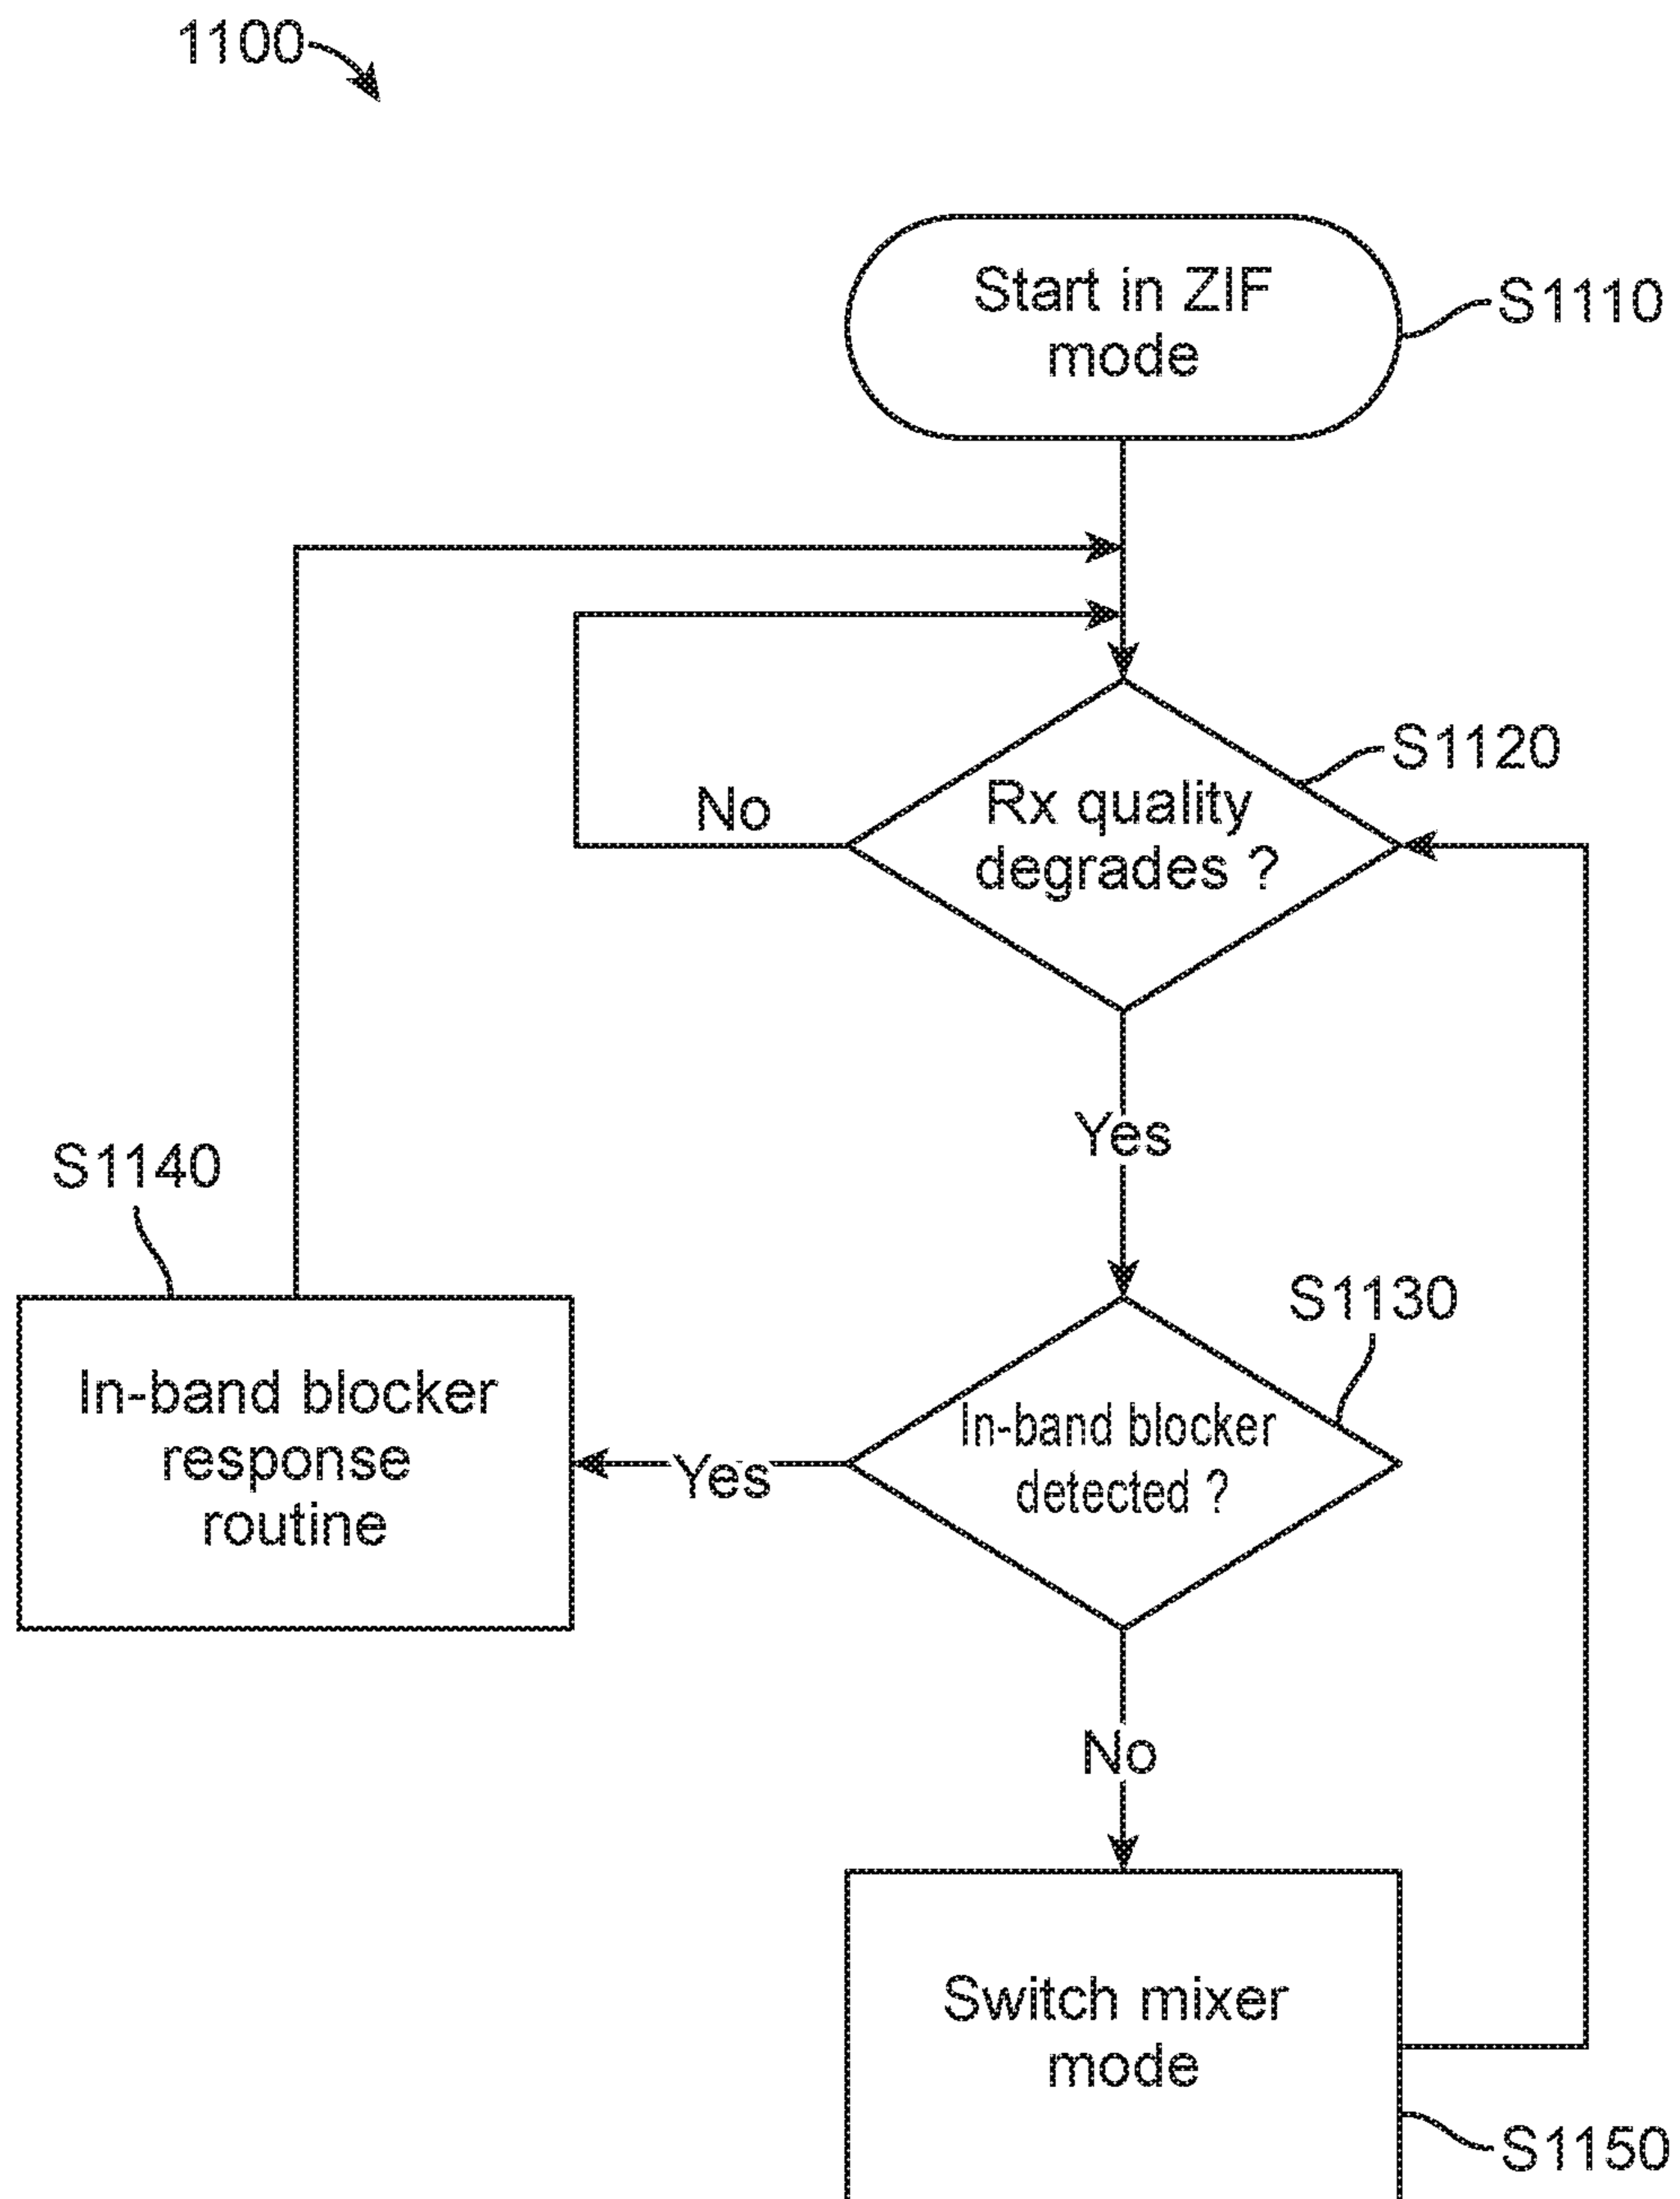 1100
Start in ZIF
mode
S1110
S1120
Rx quality
degrades ?
No
Yes
S1140
S1130
In-band blocker
response
routine
In-band blocker
detected ?
Yes
No
Switch mixer
mode
S1150